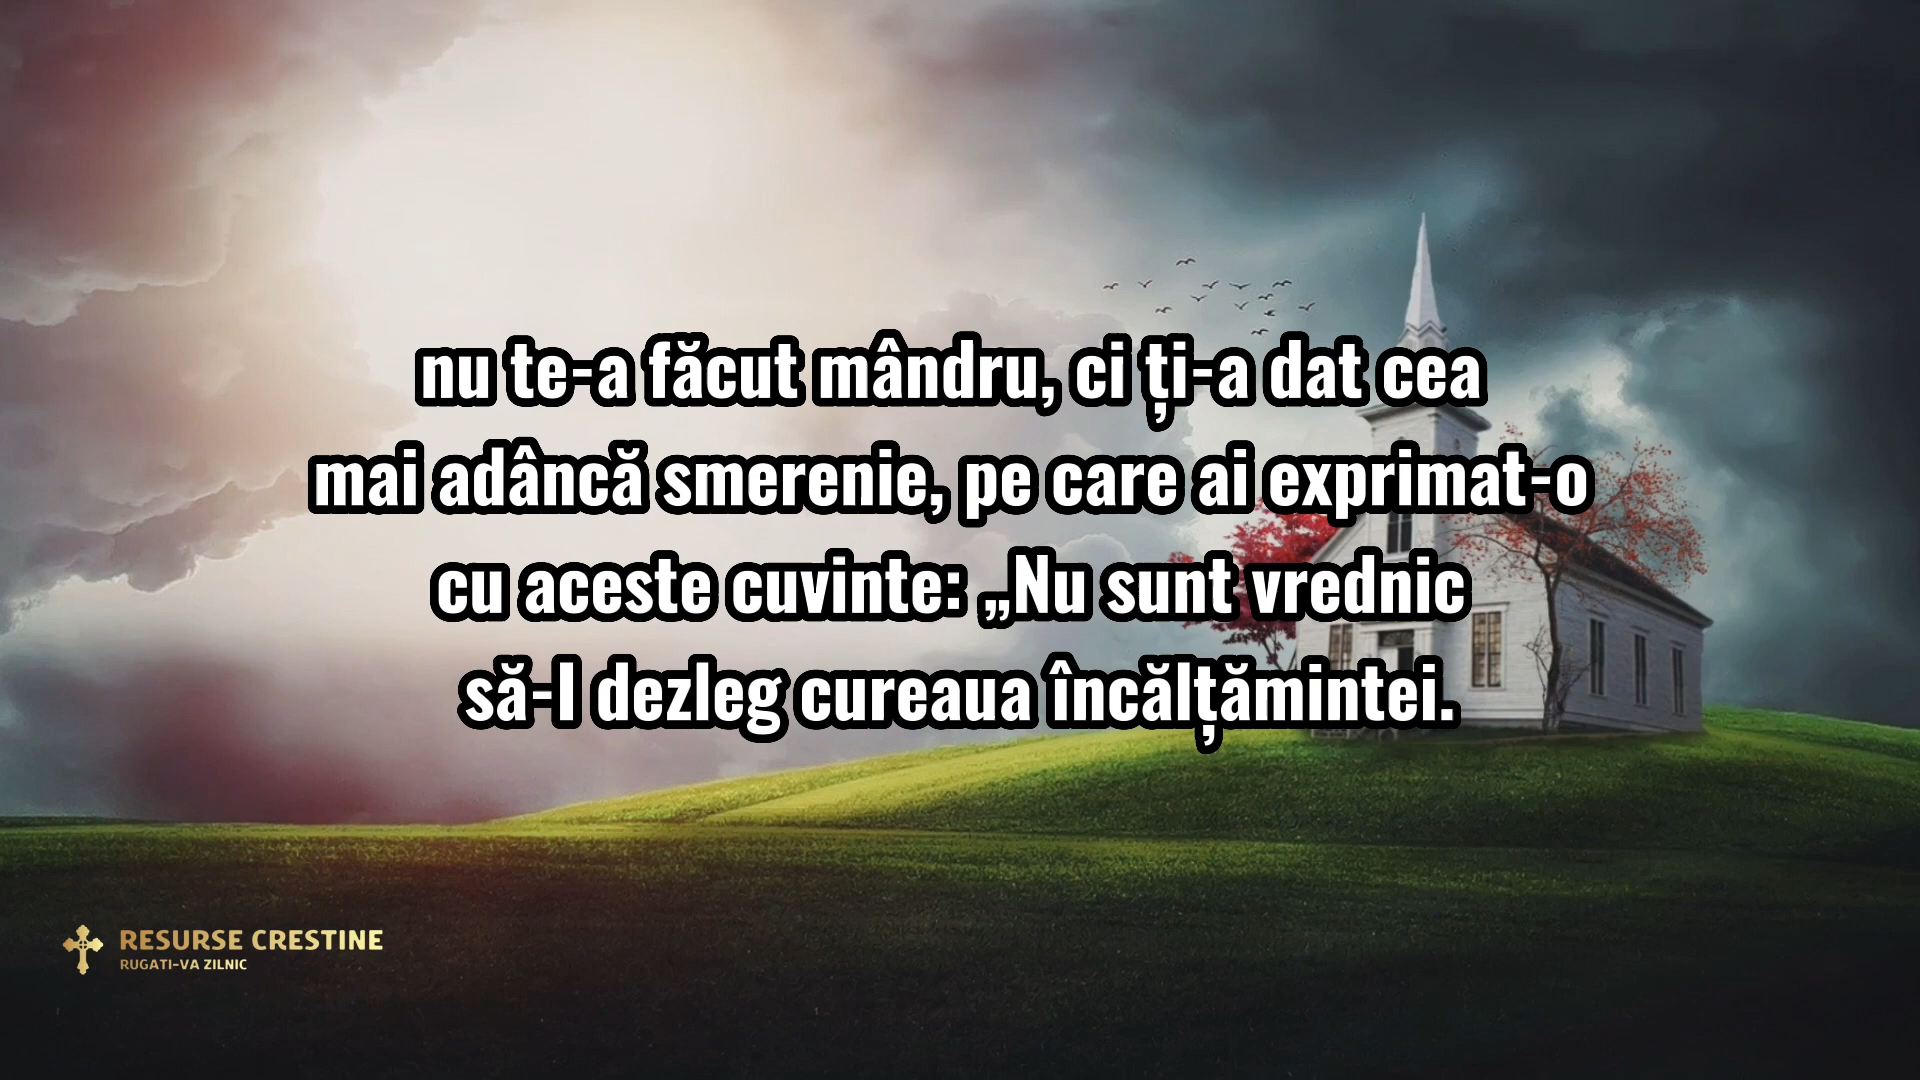 nu te-a făcut mândru, ci ți-a dat cea
mai adâncă smerenie, pe care ai exprimat-o
cu aceste cuvinte: „Nu sunt vrednic
să-I dezleg cureaua încălțămintei.
RESURSE CRESTINE
RUGATI-VA ZILNIC